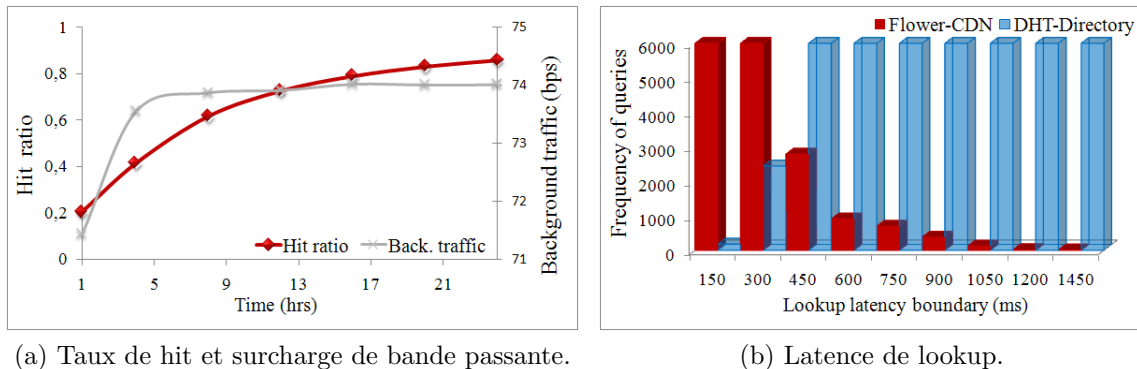 1
0,8
0,6
0,4
0,2
0
Hit ratio
75
74
73
72
71
Background traffic (bps)
Hit ratio
Back. traffic
1 5 9 13 17 21
Time (hrs)
(a) Taux de hit et surcharge de bande passante.
Flower-CDN
DHT-Directory
6000
5000
4000
3000
2000
1000
0
Frequency of queries
150 300 450 600 750 900 1050 1200 1450
Lookup latency boundary (ms)
(b) Latence de lookup.